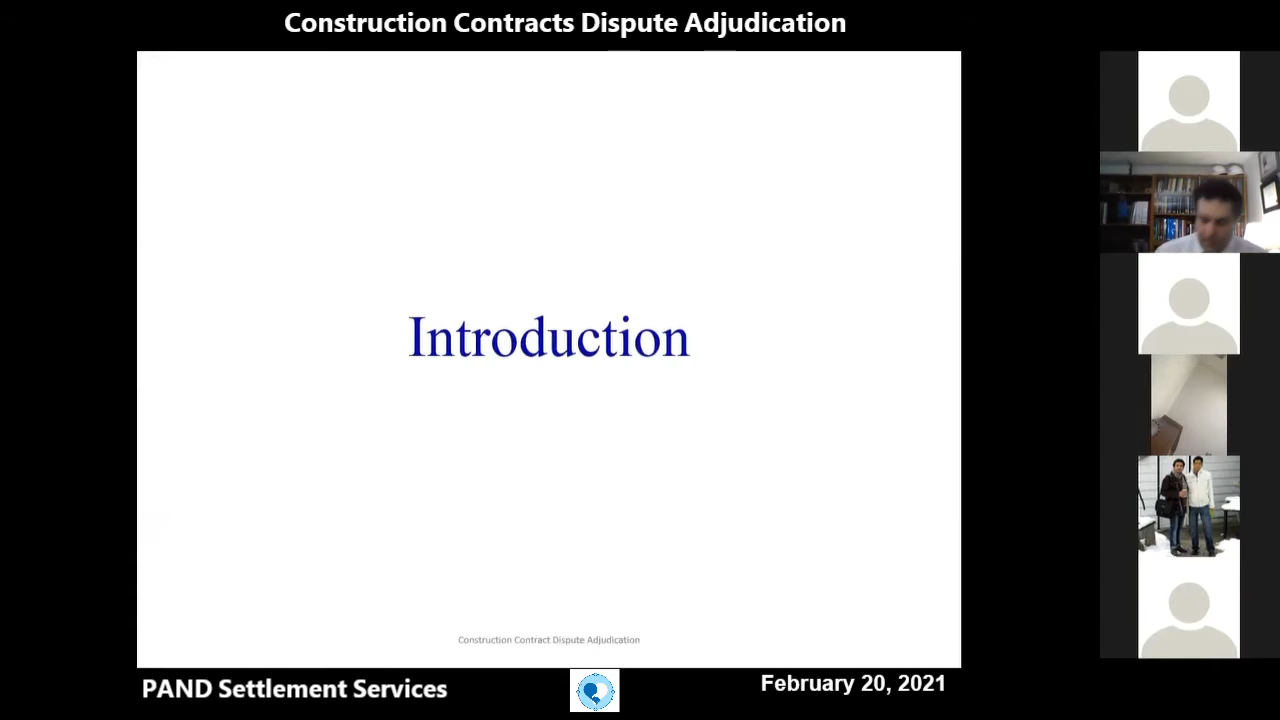 Construction Contracts Dispute Adjudication
Introduction
Construction Contract Dispute Adjudication
PAND Settlement Services
February 20, 2021